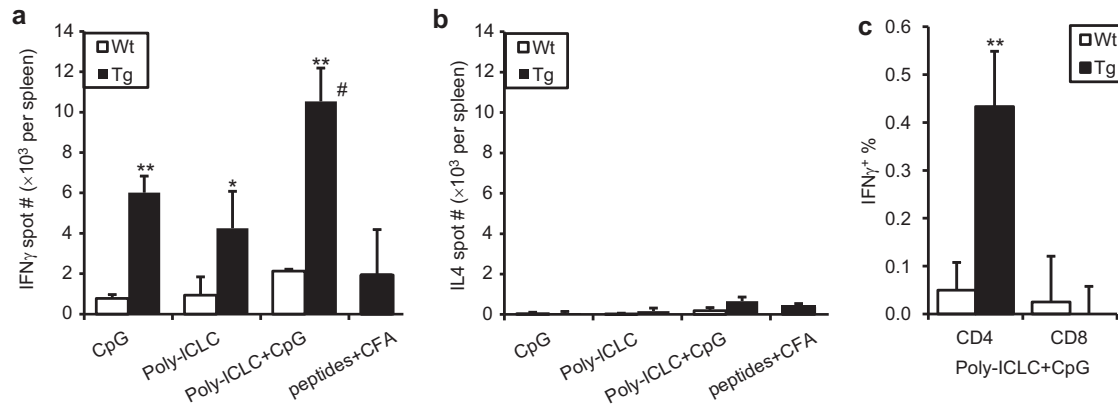 a
14
12
10
8
6
4
2
0
IFNγ spot # (×10³ per spleen)
Wt
Tg
**
*
**
#
CpG
Poly-ICLC
Poly-ICLC+CpG
peptides+CFA
b
14
12
10
8
6
4
2
0
IL4 spot # (×10³ per spleen)
Wt
Tg
CpG
Poly-ICLC
Poly-ICLC+CpG
peptides+CFA
c
0.6
0.5
0.4
0.3
0.2
0.1
0.0
IFNγ⁺ %
Wt
Tg
**
CD4
CD8
Poly-ICLC+CpG